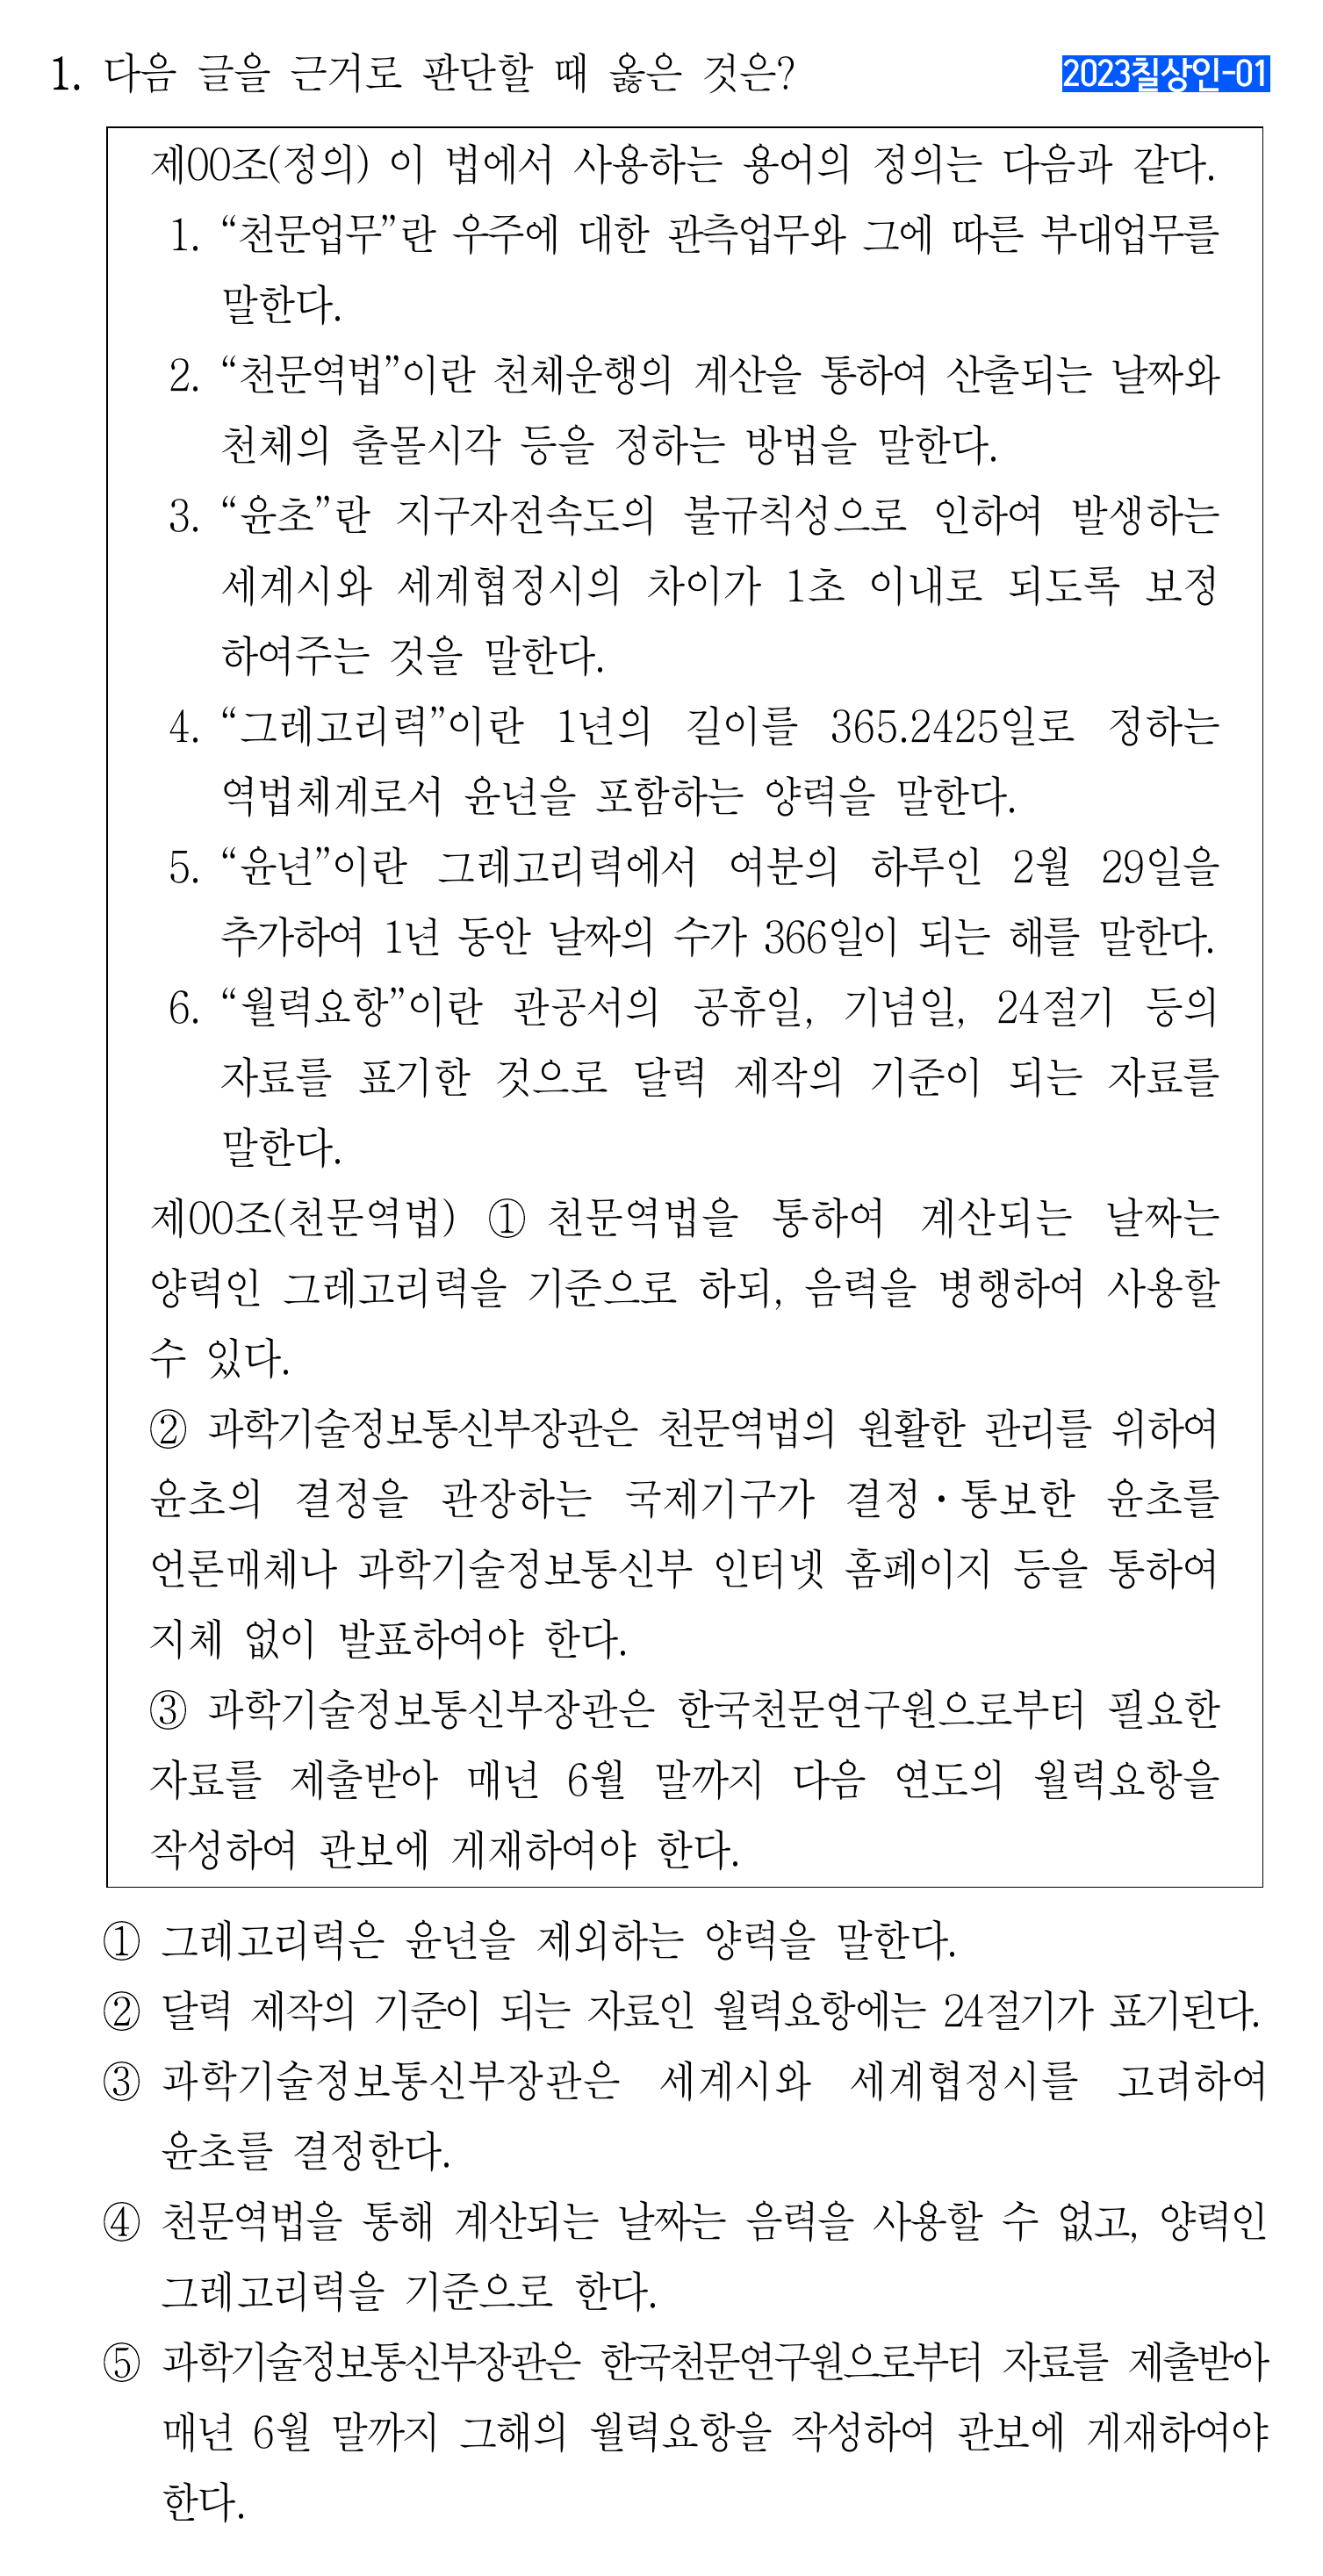 1. 다음 글을 근거로 판단할 때 옳은 것은?
2023칠상인-01
제00조(정의) 이 법에서 사용하는 용어의 정의는 다음과 같다.
1. “천문업무”란 우주에 대한 관측업무와 그에 따른 부대업무를
말한다.
2. “천문역법”이란 천체운행의 계산을 통하여 산출되는 날짜와
천체의 출몰시각 등을 정하는 방법을 말한다.
3. “윤초”란 지구자전속도의 불규칙성으로 인하여 발생하는
세계시와 세계협정시의 차이가 1초 이내로 되도록 보정
하여주는 것을 말한다.
4. “그레고리력”이란 1년의 길이를 365.2425일로 정하는
역법체계로서 윤년을 포함하는 양력을 말한다.
5. “윤년”이란 그레고리력에서 여분의 하루인 2월 29일을
추가하여 1년 동안 날짜의 수가 366일이 되는 해를 말한다.
6. “월력요항”이란 관공서의 공휴일, 기념일, 24절기 등의
자료를 표기한 것으로 달력 제작의 기준이 되는 자료를
말한다.
제00조(천문역법) ① 천문역법을 통하여 계산되는 날짜는
양력인 그레고리력을 기준으로 하되, 음력을 병행하여 사용할
수 있다.
② 과학기술정보통신부장관은 천문역법의 원활한 관리를 위하여
윤초의 결정을 관장하는 국제기구가 결정・통보한 윤초를
언론매체나 과학기술정보통신부 인터넷 홈페이지 등을 통하여
지체 없이 발표하여야 한다.
③ 과학기술정보통신부장관은 한국천문연구원으로부터 필요한
자료를 제출받아 매년 6월 말까지 다음 연도의 월력요항을
작성하여 관보에 게재하여야 한다.
① 그레고리력은 윤년을 제외하는 양력을 말한다.
② 달력 제작의 기준이 되는 자료인 월력요항에는 24절기가 표기된다.
③ 과학기술정보통신부장관은 세계시와 세계협정시를 고려하여
윤초를 결정한다.
④ 천문역법을 통해 계산되는 날짜는 음력을 사용할 수 없고, 양력인
그레고리력을 기준으로 한다.
⑤ 과학기술정보통신부장관은 한국천문연구원으로부터 자료를 제출받아
매년 6월 말까지 그해의 월력요항을 작성하여 관보에 게재하여야
한다.